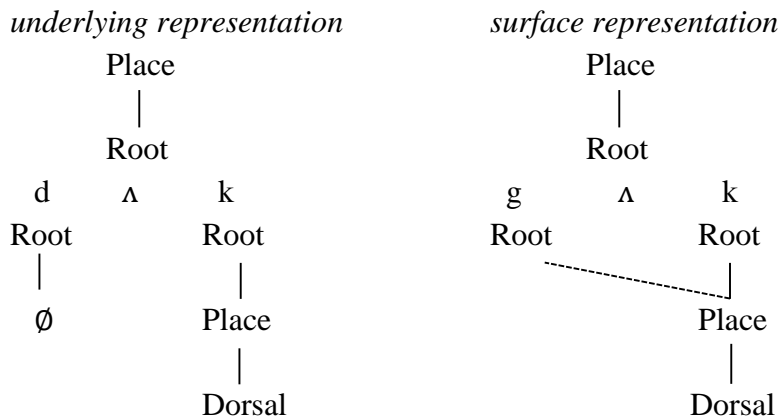 underlying representation surface representation
Place Place
Root Root
d ʌ k g ʌ k
Root Root Root Root
∅ Place Place
Dorsal Dorsal